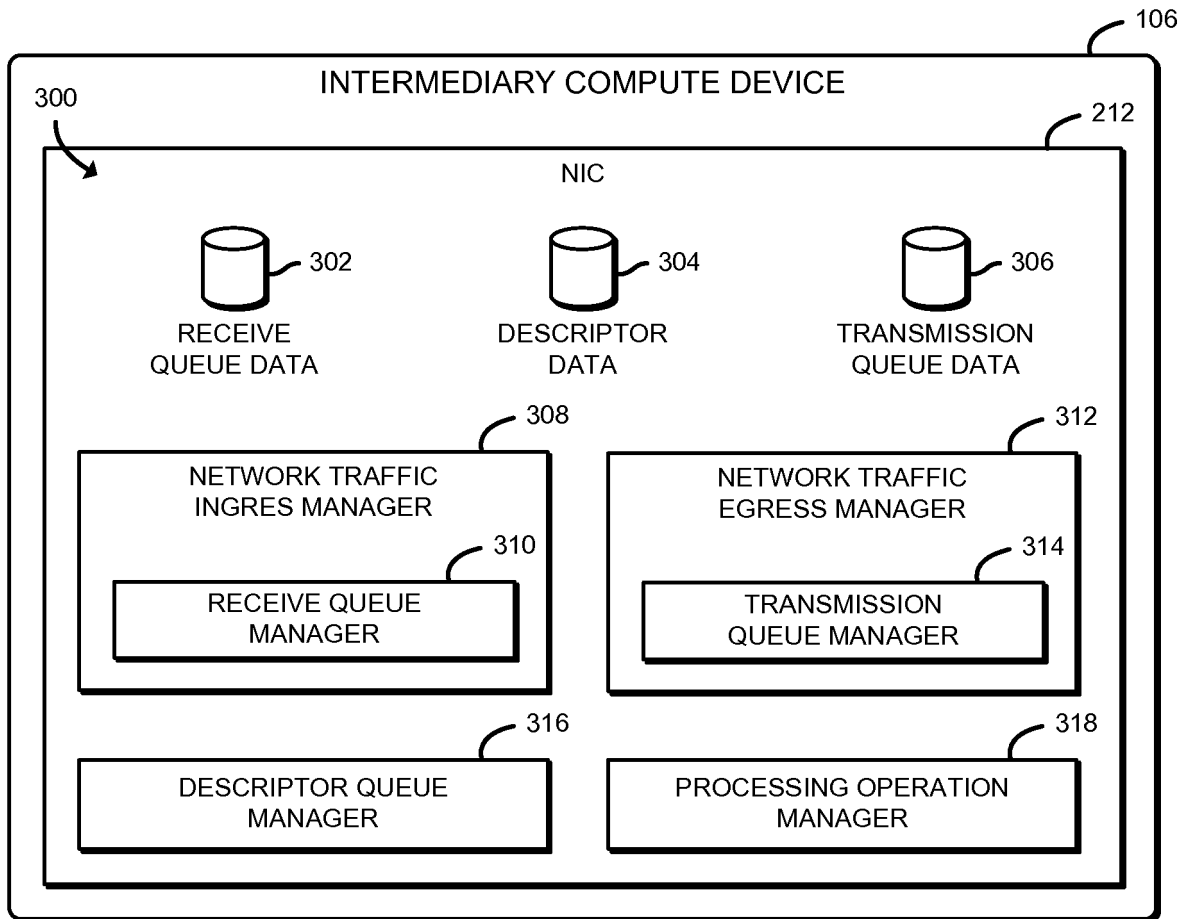 106
INTERMEDIARY COMPUTE DEVICE
300
212
NIC
302
304
306
RECEIVE
QUEUE DATA
DESCRIPTOR
DATA
TRANSMISSION
QUEUE DATA
308
312
NETWORK TRAFFIC
INGRES MANAGER
NETWORK TRAFFIC
EGRESS MANAGER
310
314
RECEIVE QUEUE
MANAGER
TRANSMISSION
QUEUE MANAGER
316
318
DESCRIPTOR QUEUE
MANAGER
PROCESSING OPERATION
MANAGER